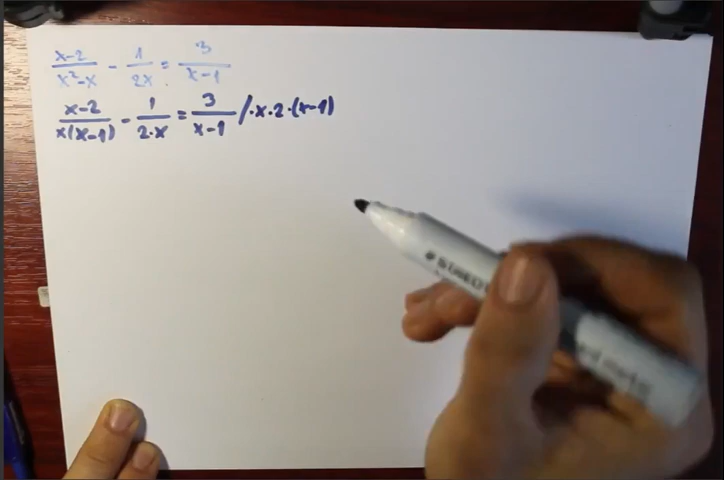 x-2/x²-x - 1/2x = 3/x-1
x-2/x(x-1) - 1/2·x = 3/x-1 /·x·2·(x-1)